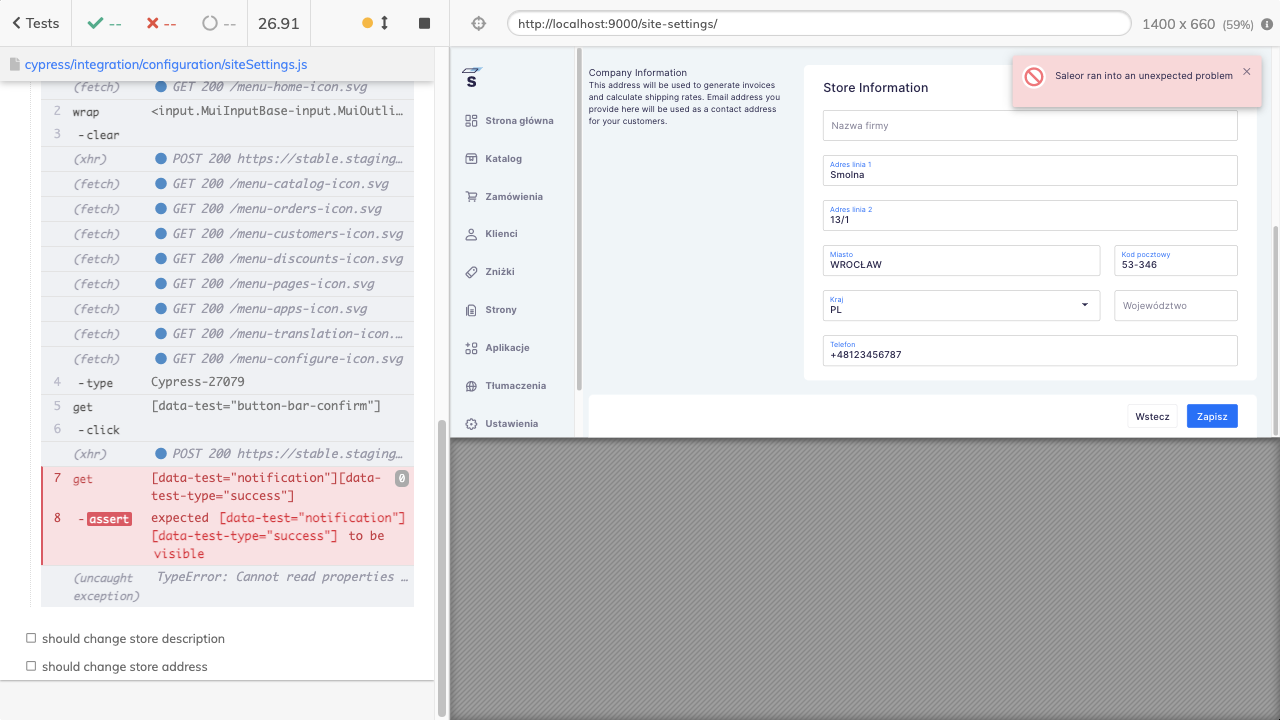 Tests
--
--
--
26.91
http://localhost:9000/site-settings/
1400 x 660 (59%)
cypress/integration/configuration/siteSettings.js
(fetch) GET 200 /menu-home-icon.svg
2 wrap <input.MuiInputBase-input.MuiOutli…
3 -clear
(xhr) POST 200 https://stable.staging…
(fetch) GET 200 /menu-catalog-icon.svg
(fetch) GET 200 /menu-orders-icon.svg
(fetch) GET 200 /menu-customers-icon.svg
(fetch) GET 200 /menu-discounts-icon.svg
(fetch) GET 200 /menu-pages-icon.svg
(fetch) GET 200 /menu-apps-icon.svg
(fetch) GET 200 /menu-translation-icon.…
(fetch) GET 200 /menu-configure-icon.svg
4 -type Cypress-27079
5 get [data-test="button-bar-confirm"]
6 -click
(xhr) POST 200 https://stable.staging…
7 get [data-test="notification"][data-
test-type="success"] 0
8 -assert expected [data-test="notification"]
[data-test-type="success"] to be
visible
(uncaught TypeError: Cannot read properties …
exception)
should change store description
should change store address
S
Strona główna
Katalog
Zamówienia
Klienci
Zniżki
Strony
Aplikacje
Tłumaczenia
Ustawienia
Company Information
This address will be used to generate invoices
and calculate shipping rates. Email address you
provide here will be used as a contact address
for your customers.
Saleor ran into an unexpected problem
Store Information
Nazwa firmy
Adres linia 1
Smolna
Adres linia 2
13/1
Miasto
WROCŁAW
Kod pocztowy
53-346
Kraj
PL
Województwo
Telefon
+48123456787
Wstecz
Zapisz